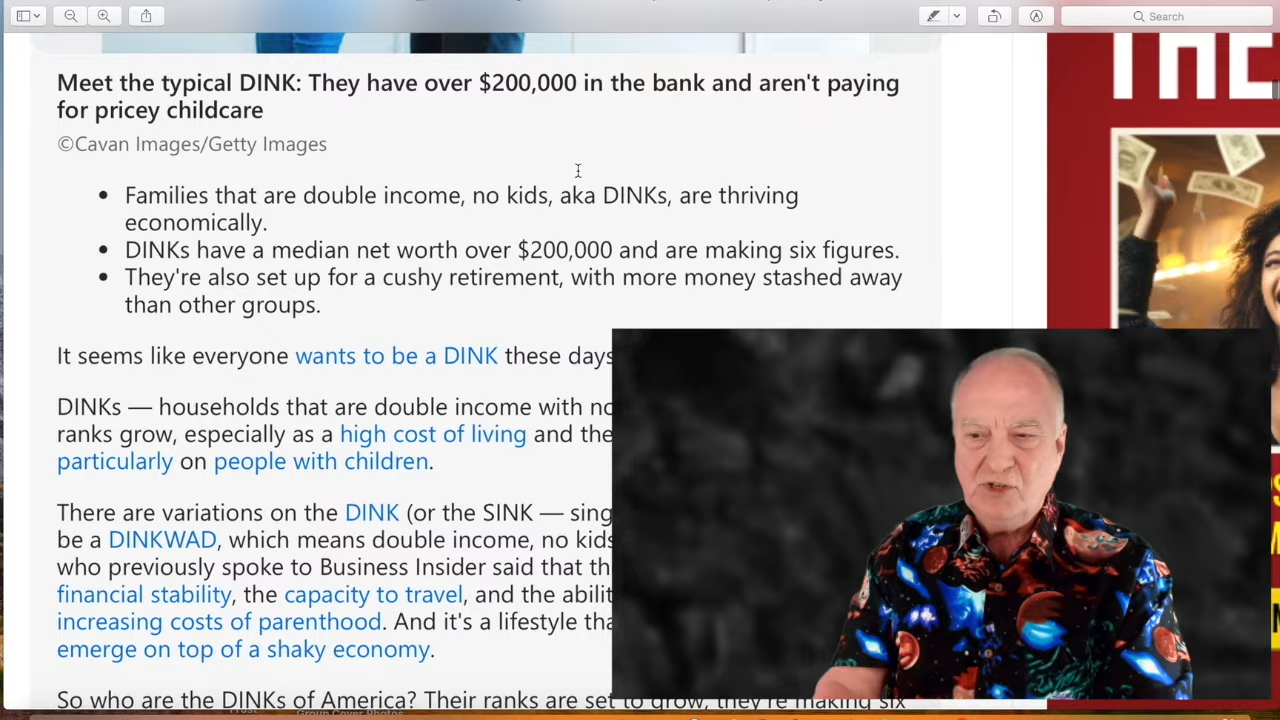 Search
THE
Meet the typical DINK: They have over $200,000 in the bank and aren't paying
for pricey childcare
©Cavan Images/Getty Images
• Families that are double income, no kids, aka DINKs, are thriving
economically.
• DINKs have a median net worth over $200,000 and are making six figures.
• They're also set up for a cushy retirement, with more money stashed away
than other groups.
It seems like everyone wants to be a DINK these days
DINKs — households that are double income with no
ranks grow, especially as a high cost of living and the
particularly on people with children.
There are variations on the DINK (or the SINK — sing
be a DINKWAD, which means double income, no kids
who previously spoke to Business Insider said that th
financial stability, the capacity to travel, and the abilit
increasing costs of parenthood. And it's a lifestyle tha
emerge on top of a shaky economy.
So who are the DINKs of America? Their ranks are set to grow, they're making six
Group Cover Photos